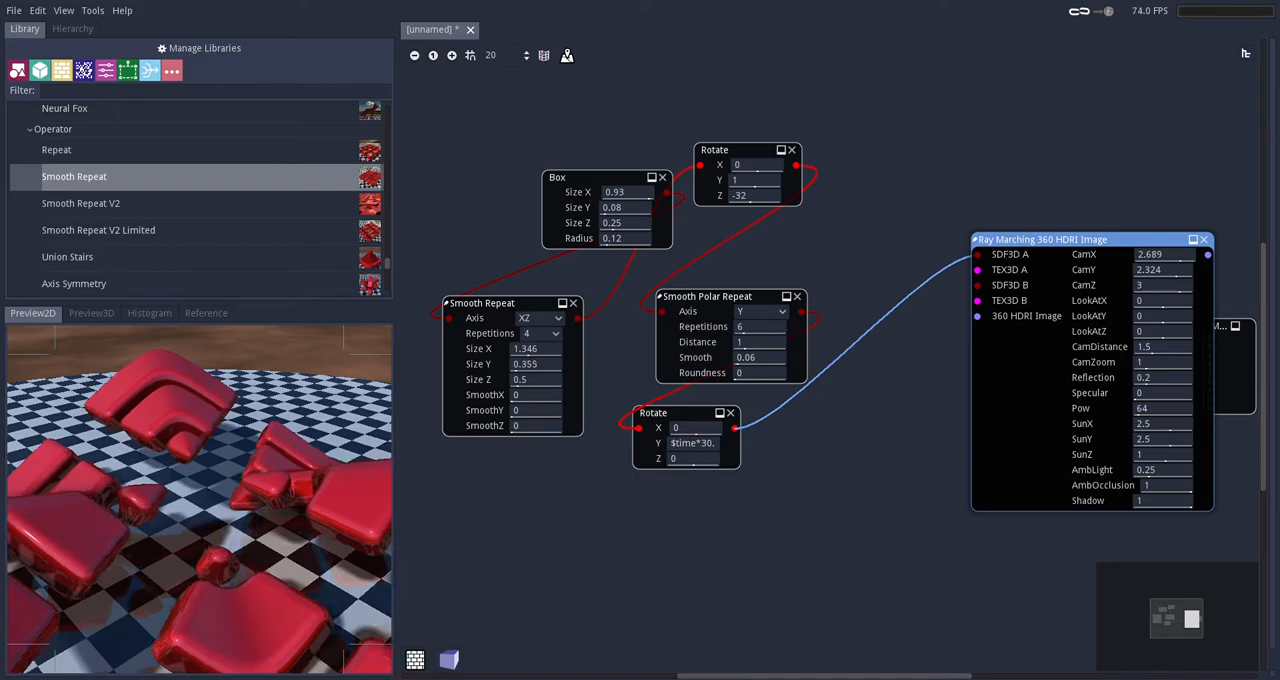 File Edit View Tools Help
74.0 FPS
Library Hierarchy
[unnamed] *
Manage Libraries
20
Filter:
Neural Fox
Operator
Repeat
Smooth Repeat
Smooth Repeat V2
Smooth Repeat V2 Limited
Union Stairs
Axis Symmetry
Preview2D Preview3D Histogram Reference
Box
Size X 0.93
Size Y 0.08
Size Z 0.25
Radius 0.12
Rotate
X 0
Y 1
Z -32
Smooth Repeat
Axis XZ
Repetitions 4
Size X 1.346
Size Y 0.355
Size Z 0.5
SmoothX 0
SmoothY 0
SmoothZ 0
Smooth Polar Repeat
Axis Y
Repetitions 6
Distance 1
Smooth 0.06
Roundness 0
Rotate
X 0
Y $time*30.
Z 0
Ray Marching 360 HDRI Image
SDF3D A CamX 2.689
TEX3D A CamY 2.324
SDF3D B CamZ 3
TEX3D B LookAtX 0
360 HDRI Image LookAtY 0
LookAtZ 0
CamDistance 1.5
CamZoom 1
Reflection 0.2
Specular 0
Pow 64
SunX 2.5
SunY 2.5
SunZ 1
AmbLight 0.25
AmbOcclusion 1
Shadow 1
M...